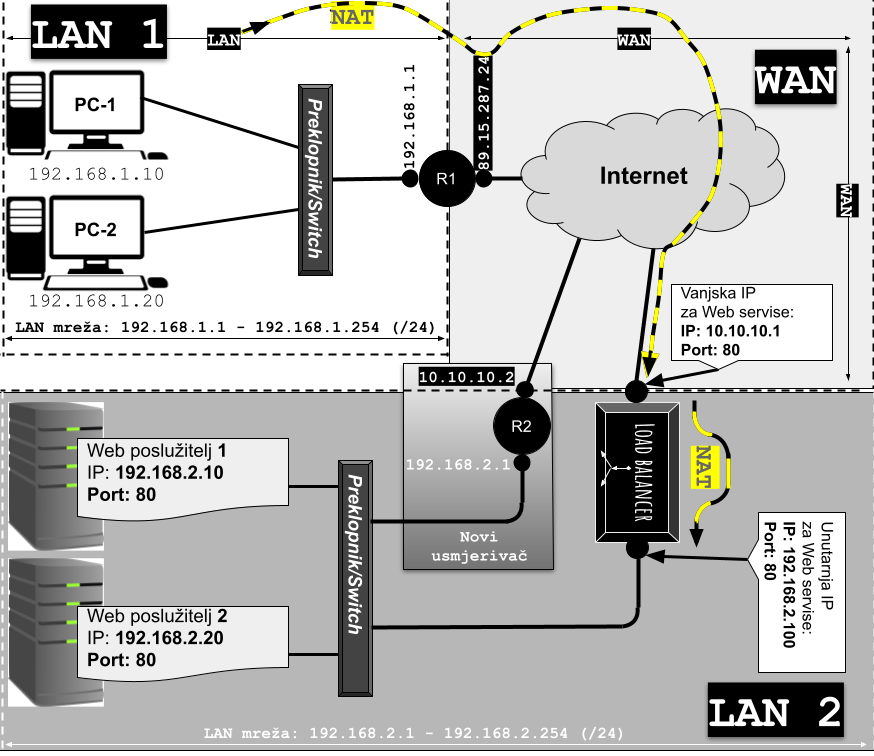 LAN 1
LAN
NAT
WAN
WAN
WAN
PC-1
192.168.1.10
PC-2
192.168.1.20
Preklopnik/Switch
192.168.1.1
R1
89.15.287.24
Internet
LAN mreža: 192.168.1.1 - 192.168.1.254 (/24)
Vanjska IP
za Web servise:
IP: 10.10.10.1
Port: 80
10.10.10.2
R2
192.168.2.1
Novi
usmjerivač
LOAD BALANCER
NAT
Web poslužitelj 1
IP: 192.168.2.10
Port: 80
Preklopnik/Switch
Unutarnja IP
za Web servise:
IP: 192.168.2.100
Port: 80
Web poslužitelj 2
IP: 192.168.2.20
Port: 80
LAN 2
LAN mreža: 192.168.2.1 - 192.168.2.254 (/24)